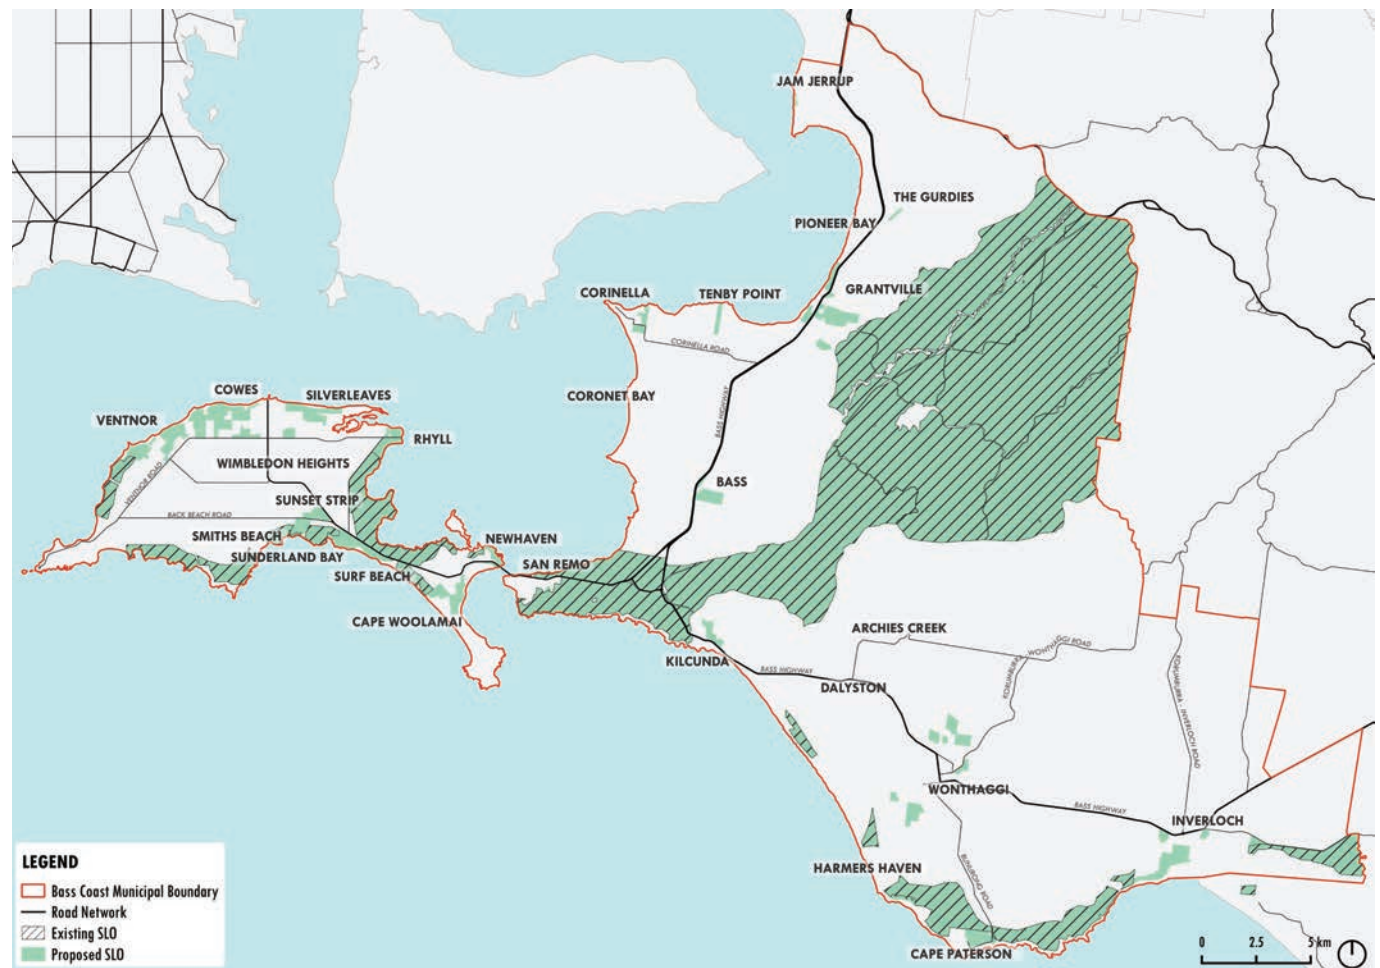 JAM JERRUP
THE GURDIES
PIONEER BAY
GRANTVILLE
CORINELLA
TENBY POINT
CORINELLA ROAD
CORONET BAY
BASS HIGHWAY
COWES
SILVERLEAVES
VENTNOR
RHYLL
WIMBLEDON HEIGHTS
VENTNOR ROAD
BASS
SUNSET STRIP
BACK BEACH ROAD
SMITHS BEACH
NEWHAVEN
SUNDERLAND BAY
SAN REMO
SURF BEACH
CAPE WOOLAMAI
ARCHIES CREEK
KORUMBURRA - WONTHAGGI ROAD
KILCUNDA
BASS HIGHWAY
DALYSTON
KORUMBURRA - INVERLOCH ROAD
WONTHAGGI
BASS HIGHWAY
INVERLOCH
HARMERS HAVEN
BUNURONG ROAD
CAPE PATERSON
LEGEND
Bass Coast Municipal Boundary
Road Network
Existing SLO
Proposed SLO
0 2.5 5 km